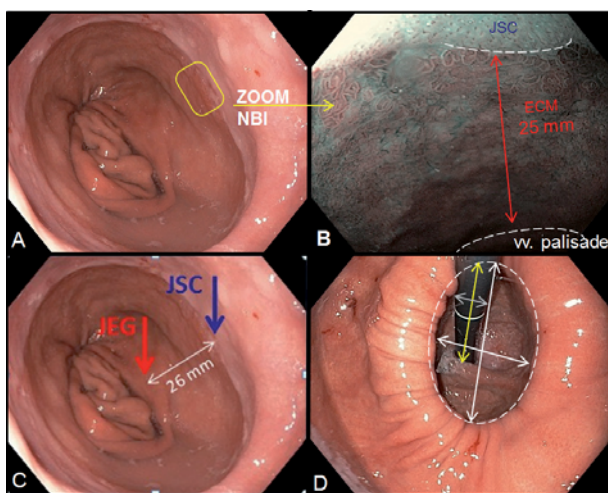 ZOOM
NBI
A
JSC
ECM
25 mm
vv. palisade
B
JSC
JEG
26 mm
C
D